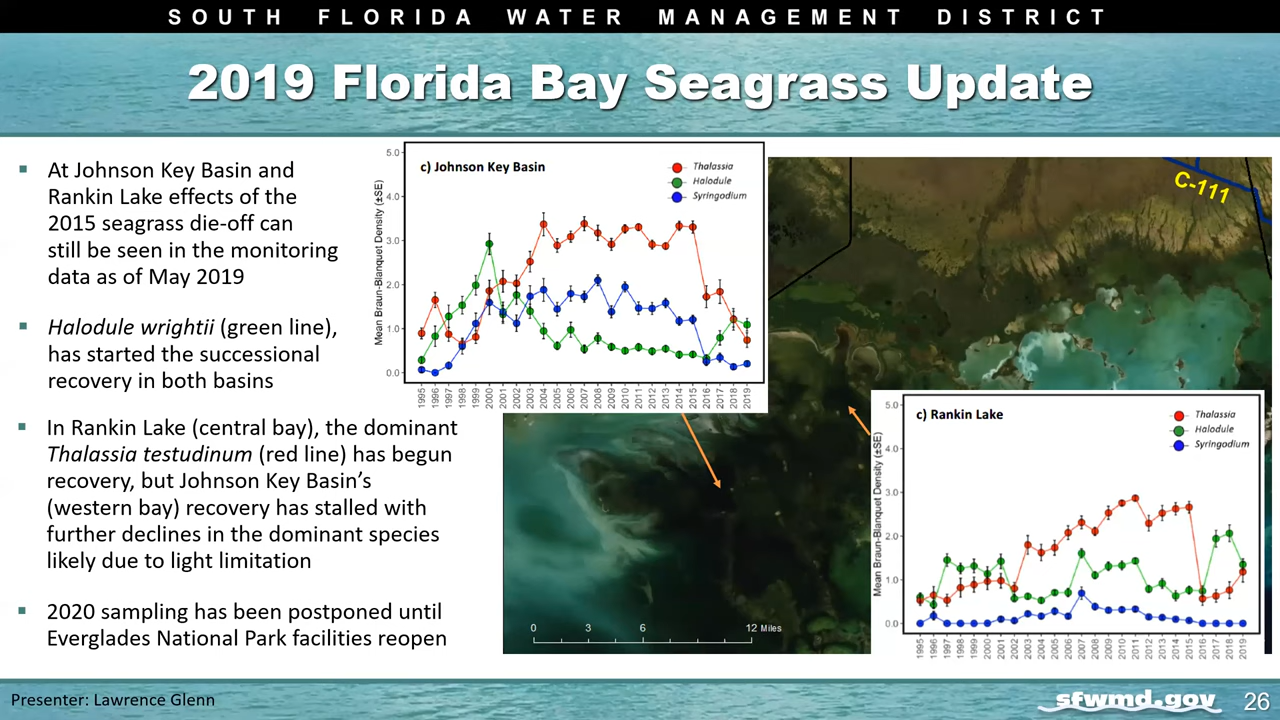 SOUTH FLORIDA WATER MANAGEMENT DISTRICT
2019 Florida Bay Seagrass Update
▪ At Johnson Key Basin and
Rankin Lake effects of the
2015 seagrass die-off can
still be seen in the monitoring
data as of May 2019
▪ Halodule wrightii (green line),
has started the successional
recovery in both basins
▪ In Rankin Lake (central bay), the dominant
Thalassia testudinum (red line) has begun
recovery, but Johnson Key Basin's
(western bay) recovery has stalled with
further declines in the dominant species
likely due to light limitation
▪ 2020 sampling has been postponed until
Everglades National Park facilities reopen
c) Johnson Key Basin
Thalassia
Halodule
Syringodium
Mean Braun-Blanquet Density (±SE)
5.0
4.0
3.0
2.0
1.0
0.0
1995 1996 1997 1998 1999 2000 2001 2002 2003 2004 2005 2006 2007 2008 2009 2010 2011 2012 2013 2014 2015 2016 2017 2018 2019
C-111
c) Rankin Lake
Thalassia
Halodule
Syringodium
Mean Braun-Blanquet Density (±SE)
5.0
4.0
3.0
2.0
1.0
0.0
1995 1996 1997 1998 1999 2000 2001 2002 2003 2004 2005 2006 2007 2008 2009 2010 2011 2012 2013 2014 2015 2016 2017 2018 2019
0 3 6 12 Miles
Presenter: Lawrence Glenn
sfwmd.gov
26